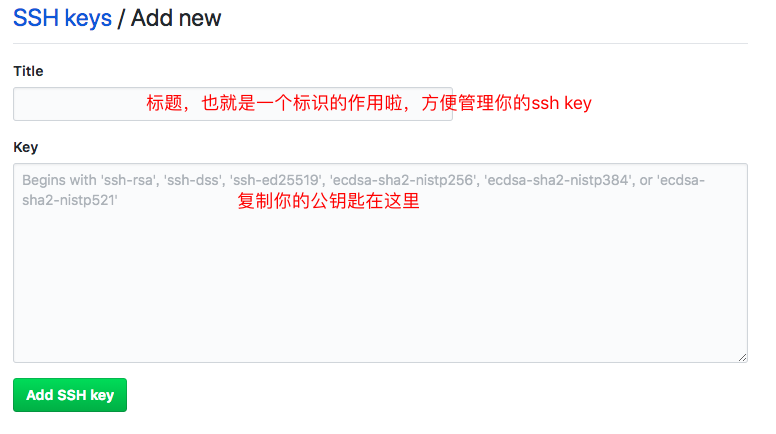 SSH keys / Add new
Title
标题，也就是一个标识的作用啦，方便管理你的ssh key
Key
Begins with 'ssh-rsa', 'ssh-dss', 'ssh-ed25519', 'ecdsa-sha2-nistp256', 'ecdsa-sha2-nistp384', or 'ecdsa-
sha2-nistp521'
复制你的公钥匙在这里
Add SSH key